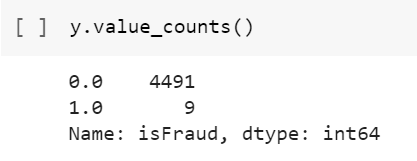 [ ] y.value_counts()
0.0 4491
1.0 9
Name: isFraud, dtype: int64